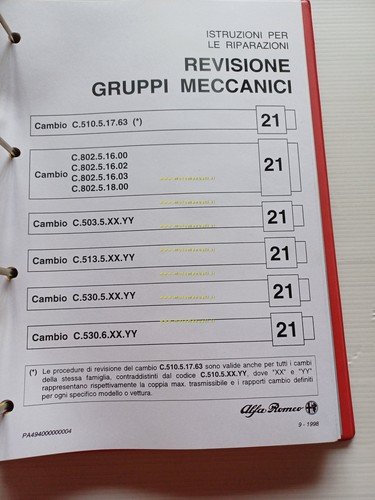 ISTRUZIONI PER
LE RIPARAZIONI
REVISIONE
GRUPPI MECCANICI
Cambio C.510.5.17.63 (*) 21
C.802.5.16.00
C.802.5.16.02
Cambio C.802.5.16.03 21
C.802.5.18.00
Cambio C.503.5.XX.YY 21
Cambio C.513.5.XX.YY 21
Cambio C.530.5.XX.YY 21
Cambio C.530.6.XX.YY 21
(*) Le procedure di revisione del cambio C.510.5.17.63 sono valide anche per tutti i cambi
della stessa famiglia, contraddistinti dal codice C.510.5.XX.YY, dove "XX" e "YY"
rappresentano rispettivamente la coppia max. trasmissibile e i rapporti cambio definiti
per ogni specifico modello o vettura.
Alfa Romeo
PA494000000004
9 - 1998